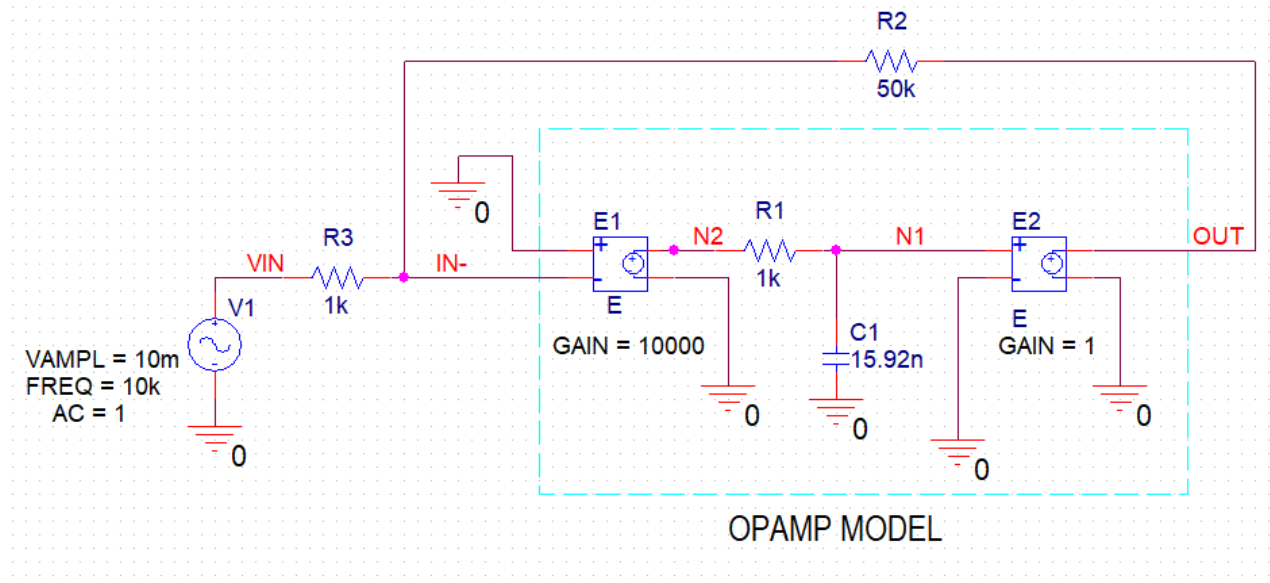 R2
50k
0
R3
VIN
IN-
1k
V1
VAMPL = 10m
FREQ = 10k
AC = 1
0
E1
+
-
E
GAIN = 10000
N2
R1
1k
N1
0
C1
15.92n
0
E2
+
-
E
GAIN = 1
OUT
0
0
OPAMP MODEL